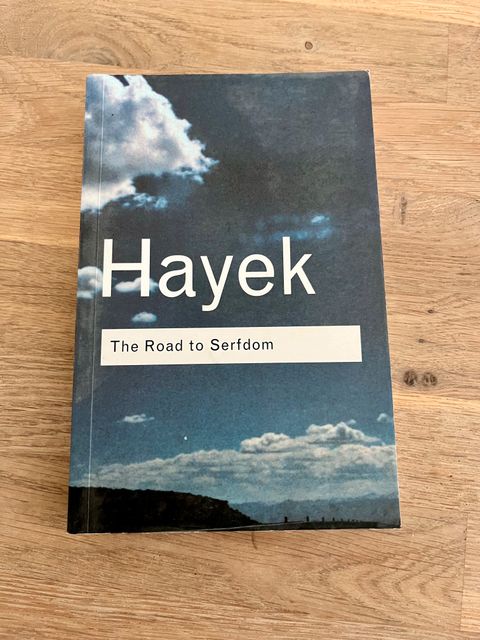 Hayek
The Road to Serfdom